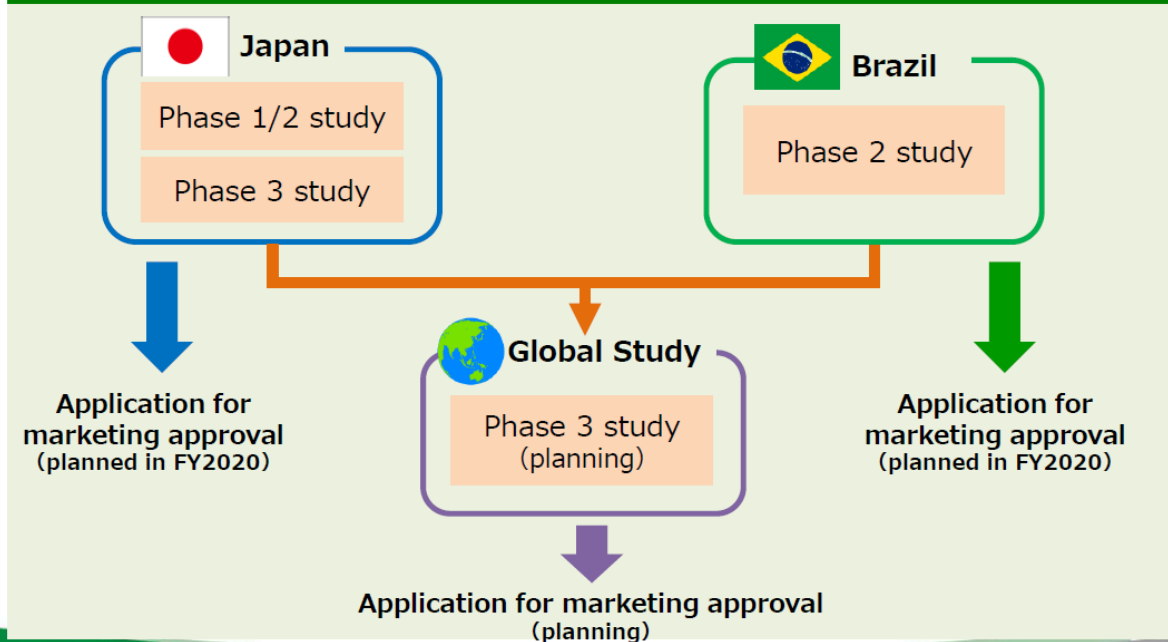 Japan
Phase 1/2 study
Phase 3 study
Brazil
Phase 2 study
Global Study
Phase 3 study
(planning)
Application for
marketing approval
(planned in FY2020)
Application for
marketing approval
(planned in FY2020)
Application for marketing approval
(planning)